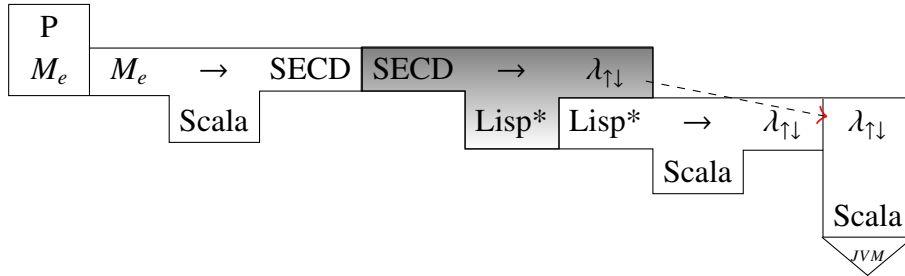 P
M_e M_e → SECD SECD → λ↑↓
Scala Lisp* Lisp* → λ↑↓ λ↑↓
Scala Scala
JVM